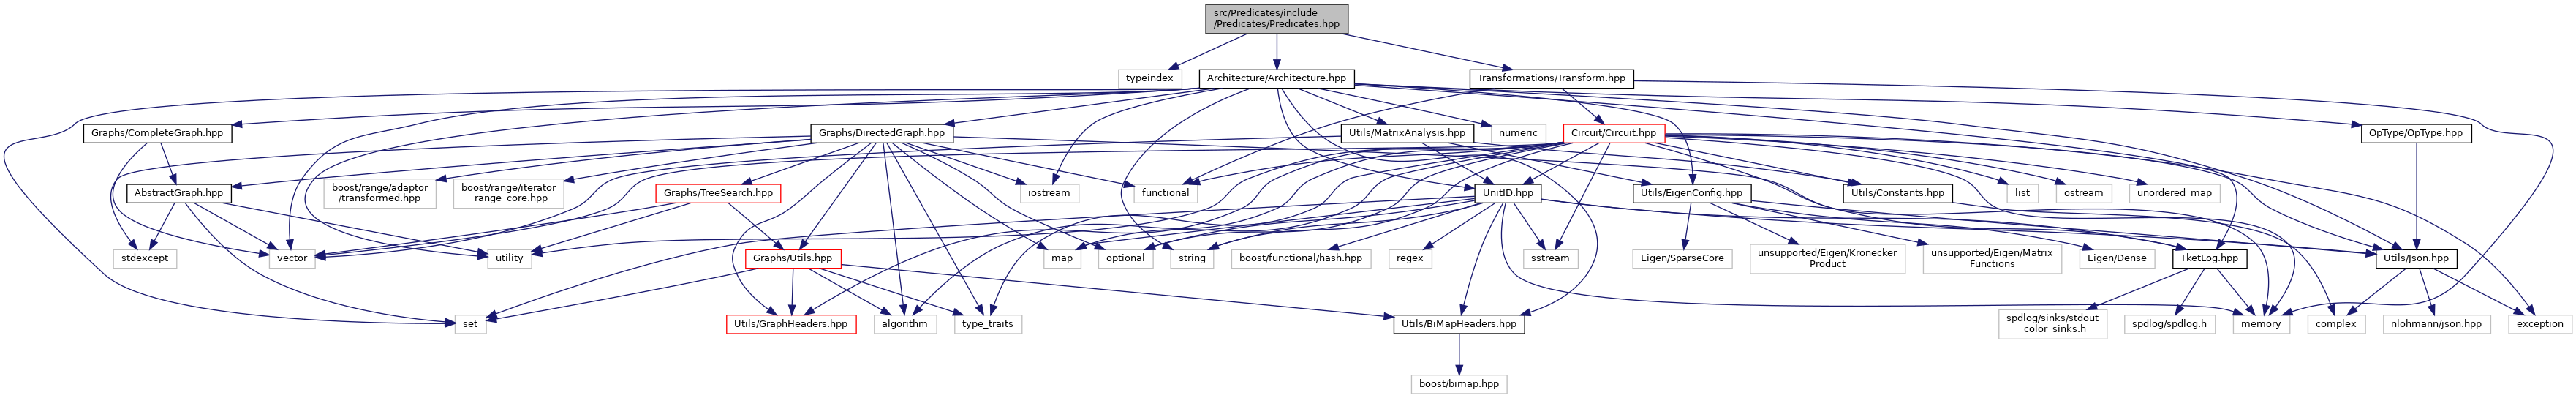 src/Predicates/include
/Predicates/Predicates.hpp
typeindex
Architecture/Architecture.hpp
Transformations/Transform.hpp
Graphs/CompleteGraph.hpp
Graphs/DirectedGraph.hpp
Utils/MatrixAnalysis.hpp
numeric
Circuit/Circuit.hpp
OpType/OpType.hpp
AbstractGraph.hpp
boost/range/adaptor
/transformed.hpp
boost/range/iterator
_range_core.hpp
Graphs/TreeSearch.hpp
iostream
functional
UnitID.hpp
Utils/EigenConfig.hpp
Utils/Constants.hpp
list
ostream
unordered_map
stdexcept
vector
utility
Graphs/Utils.hpp
map
optional
string
boost/functional/hash.hpp
regex
sstream
Eigen/SparseCore
unsupported/Eigen/Kronecker
Product
unsupported/Eigen/Matrix
Functions
Eigen/Dense
TketLog.hpp
Utils/Json.hpp
set
Utils/GraphHeaders.hpp
algorithm
type_traits
Utils/BiMapHeaders.hpp
spdlog/sinks/stdout
_color_sinks.h
spdlog/spdlog.h
memory
complex
nlohmann/json.hpp
exception
boost/bimap.hpp